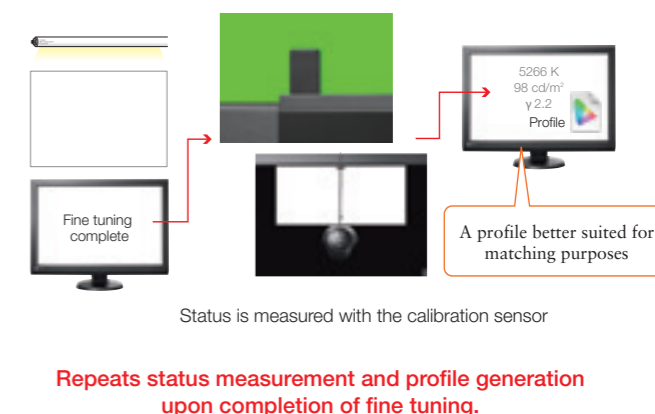 Fine tuning
complete
5266 K
98 cd/m²
γ 2.2
Profile
A profile better suited for
matching purposes
Status is measured with the calibration sensor
Repeats status measurement and profile generation
upon completion of fine tuning.